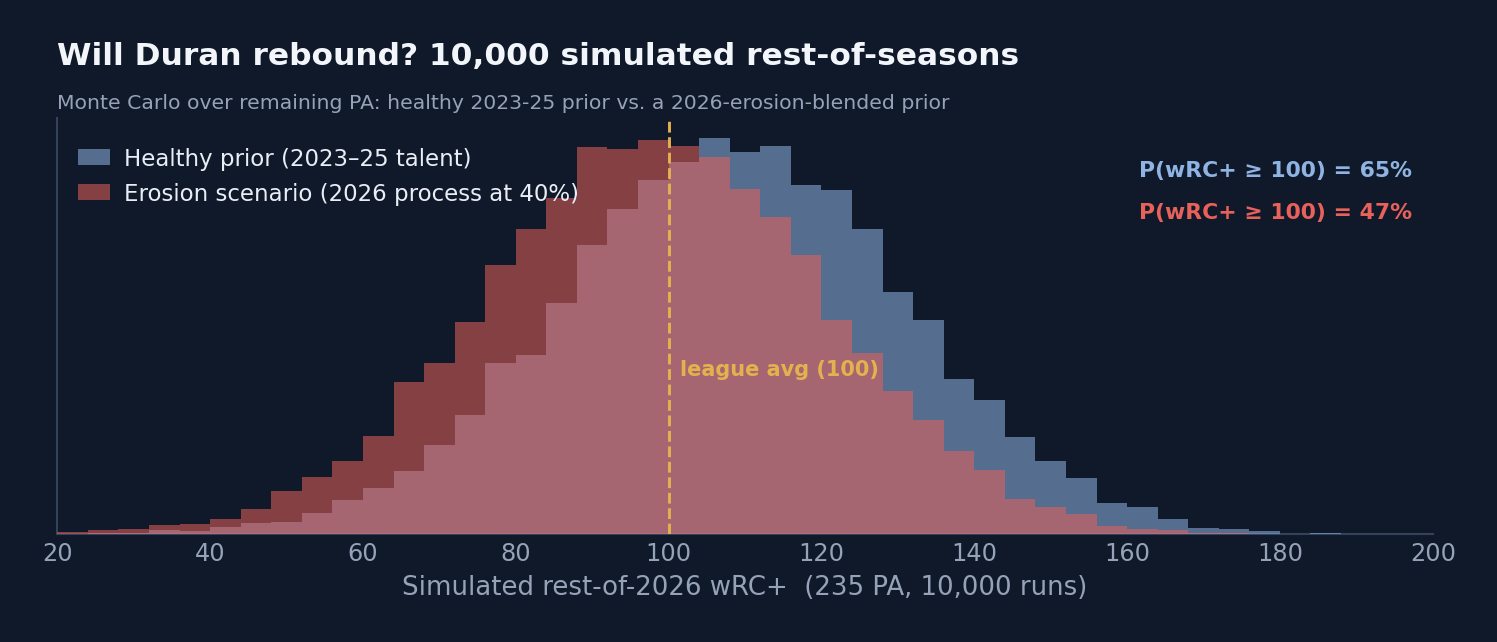 Will Duran rebound? 10,000 simulated rest-of-seasons
Monte Carlo over remaining PA: healthy 2023-25 prior vs. a 2026-erosion-blended prior
Healthy prior (2023–25 talent)
Erosion scenario (2026 process at 40%)
P(wRC+ ≥ 100) = 65%
P(wRC+ ≥ 100) = 47%
league avg (100)
20 40 60 80 100 120 140 160 180 200
Simulated rest-of-2026 wRC+ (235 PA, 10,000 runs)